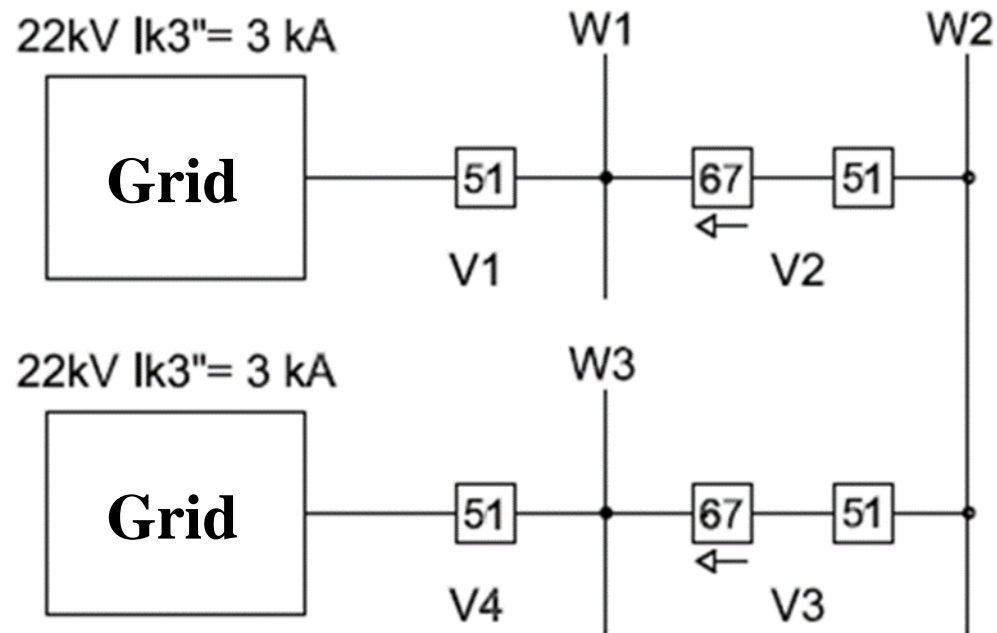 22kV Ik3"= 3 kA
W1
W2
Grid
51
67
51
V1
V2
22kV Ik3"= 3 kA
W3
Grid
51
67
51
V4
V3